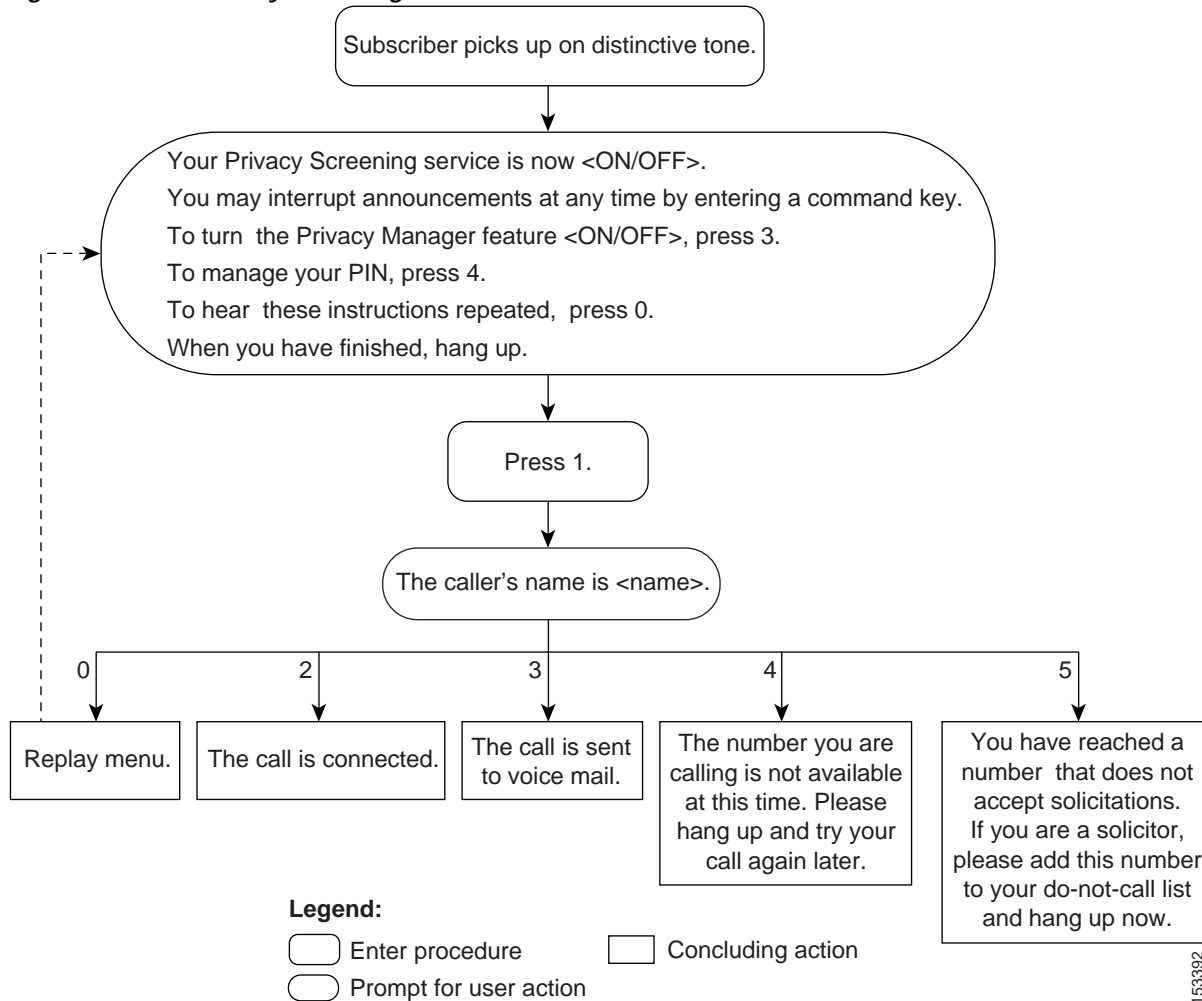 Subscriber picks up on distinctive tone.
Your Privacy Screening service is now <ON/OFF>.
You may interrupt announcements at any time by entering a command key.
To turn the Privacy Manager feature <ON/OFF>, press 3.
To manage your PIN, press 4.
To hear these instructions repeated, press 0.
When you have finished, hang up.
Press 1.
The caller's name is <name>.
0
2
3
4
5
Replay menu.
The call is connected.
The call is sent
to voice mail.
The number you are
calling is not available
at this time. Please
hang up and try your
call again later.
You have reached a
number that does not
accept solicitations.
If you are a solicitor,
please add this number
to your do-not-call list
and hang up now.
Legend:
Enter procedure
Concluding action
Prompt for user action
153392